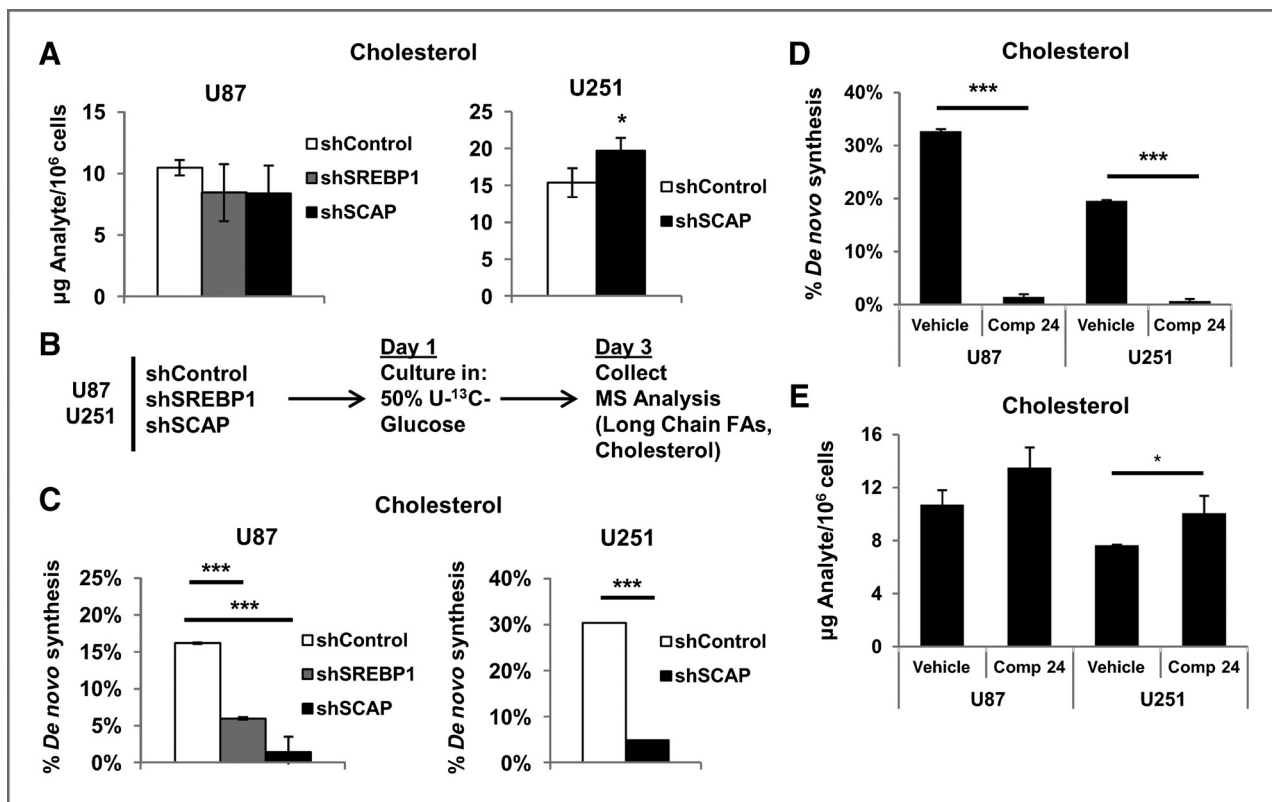 A
Cholesterol
U87
µg Analyte/10⁶ cells
15
10
5
0
shControl
shSREBP1
shSCAP
U251
25
20
15
10
5
0
*
shControl
shSCAP
B
U87
U251
shControl
shSREBP1
shSCAP
Day 1
Culture in:
50% U-¹³C-
Glucose
Day 3
Collect
MS Analysis
(Long Chain FAs,
Cholesterol)
C
Cholesterol
U87
% De novo synthesis
25%
20%
15%
10%
5%
0%
***
***
shControl
shSREBP1
shSCAP
U251
% De novo synthesis
40%
30%
20%
10%
0%
***
shControl
shSCAP
D
Cholesterol
% De novo synthesis
40%
30%
20%
10%
0%
***
***
Vehicle Comp 24 Vehicle Comp 24
U87 U251
E
Cholesterol
µg Analyte/10⁶ cells
16
12
8
4
0
*
Vehicle Comp 24 Vehicle Comp 24
U87 U251